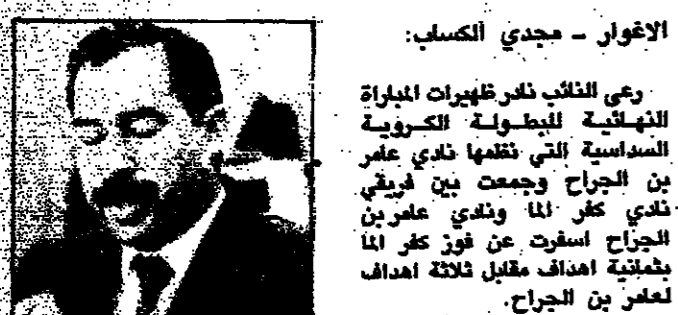 الاغوار - مجدي الكساب:
رعى النائب نادر ظهيرات المباراة
النهائية للبطولة الكروية
السداسية التي نظمها نادي عامر
بن الجراح وجمعت بين فريقي
نادي كفر الما ونادي عامر بن
الجراح اسفرت عن فوز كفر الما
بثمانية اهداف مقابل ثلاثة اهداف
لعامر بن الجراح.